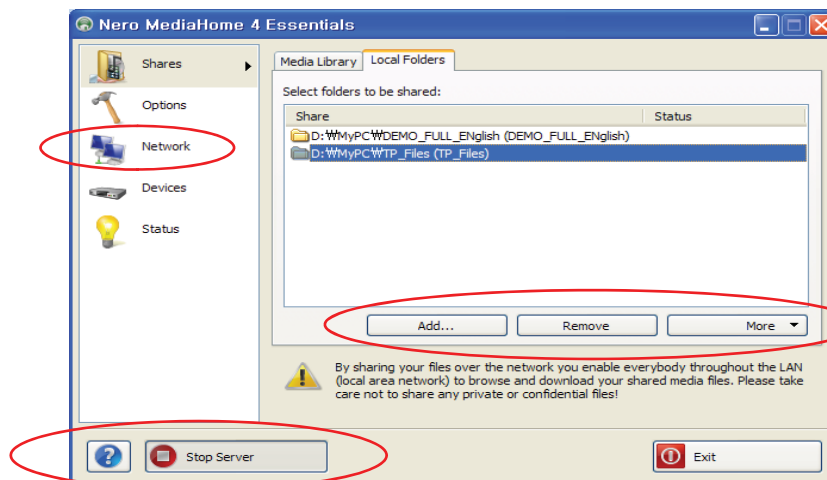 Nero MediaHome 4 Essentials
Shares
Options
Network
Devices
Status
Media Library
Local Folders
Select folders to be shared:
Share Status
D:₩MyPC₩DEMO_FULL_ENglish (DEMO_FULL_ENglish)
D:₩MyPC₩TP_Files (TP_Files)
Add...
Remove
More
By sharing your files over the network you enable everybody throughout the LAN
(local area network) to browse and download your shared media files. Please take
care not to share any private or confidential files!
?
Stop Server
Exit